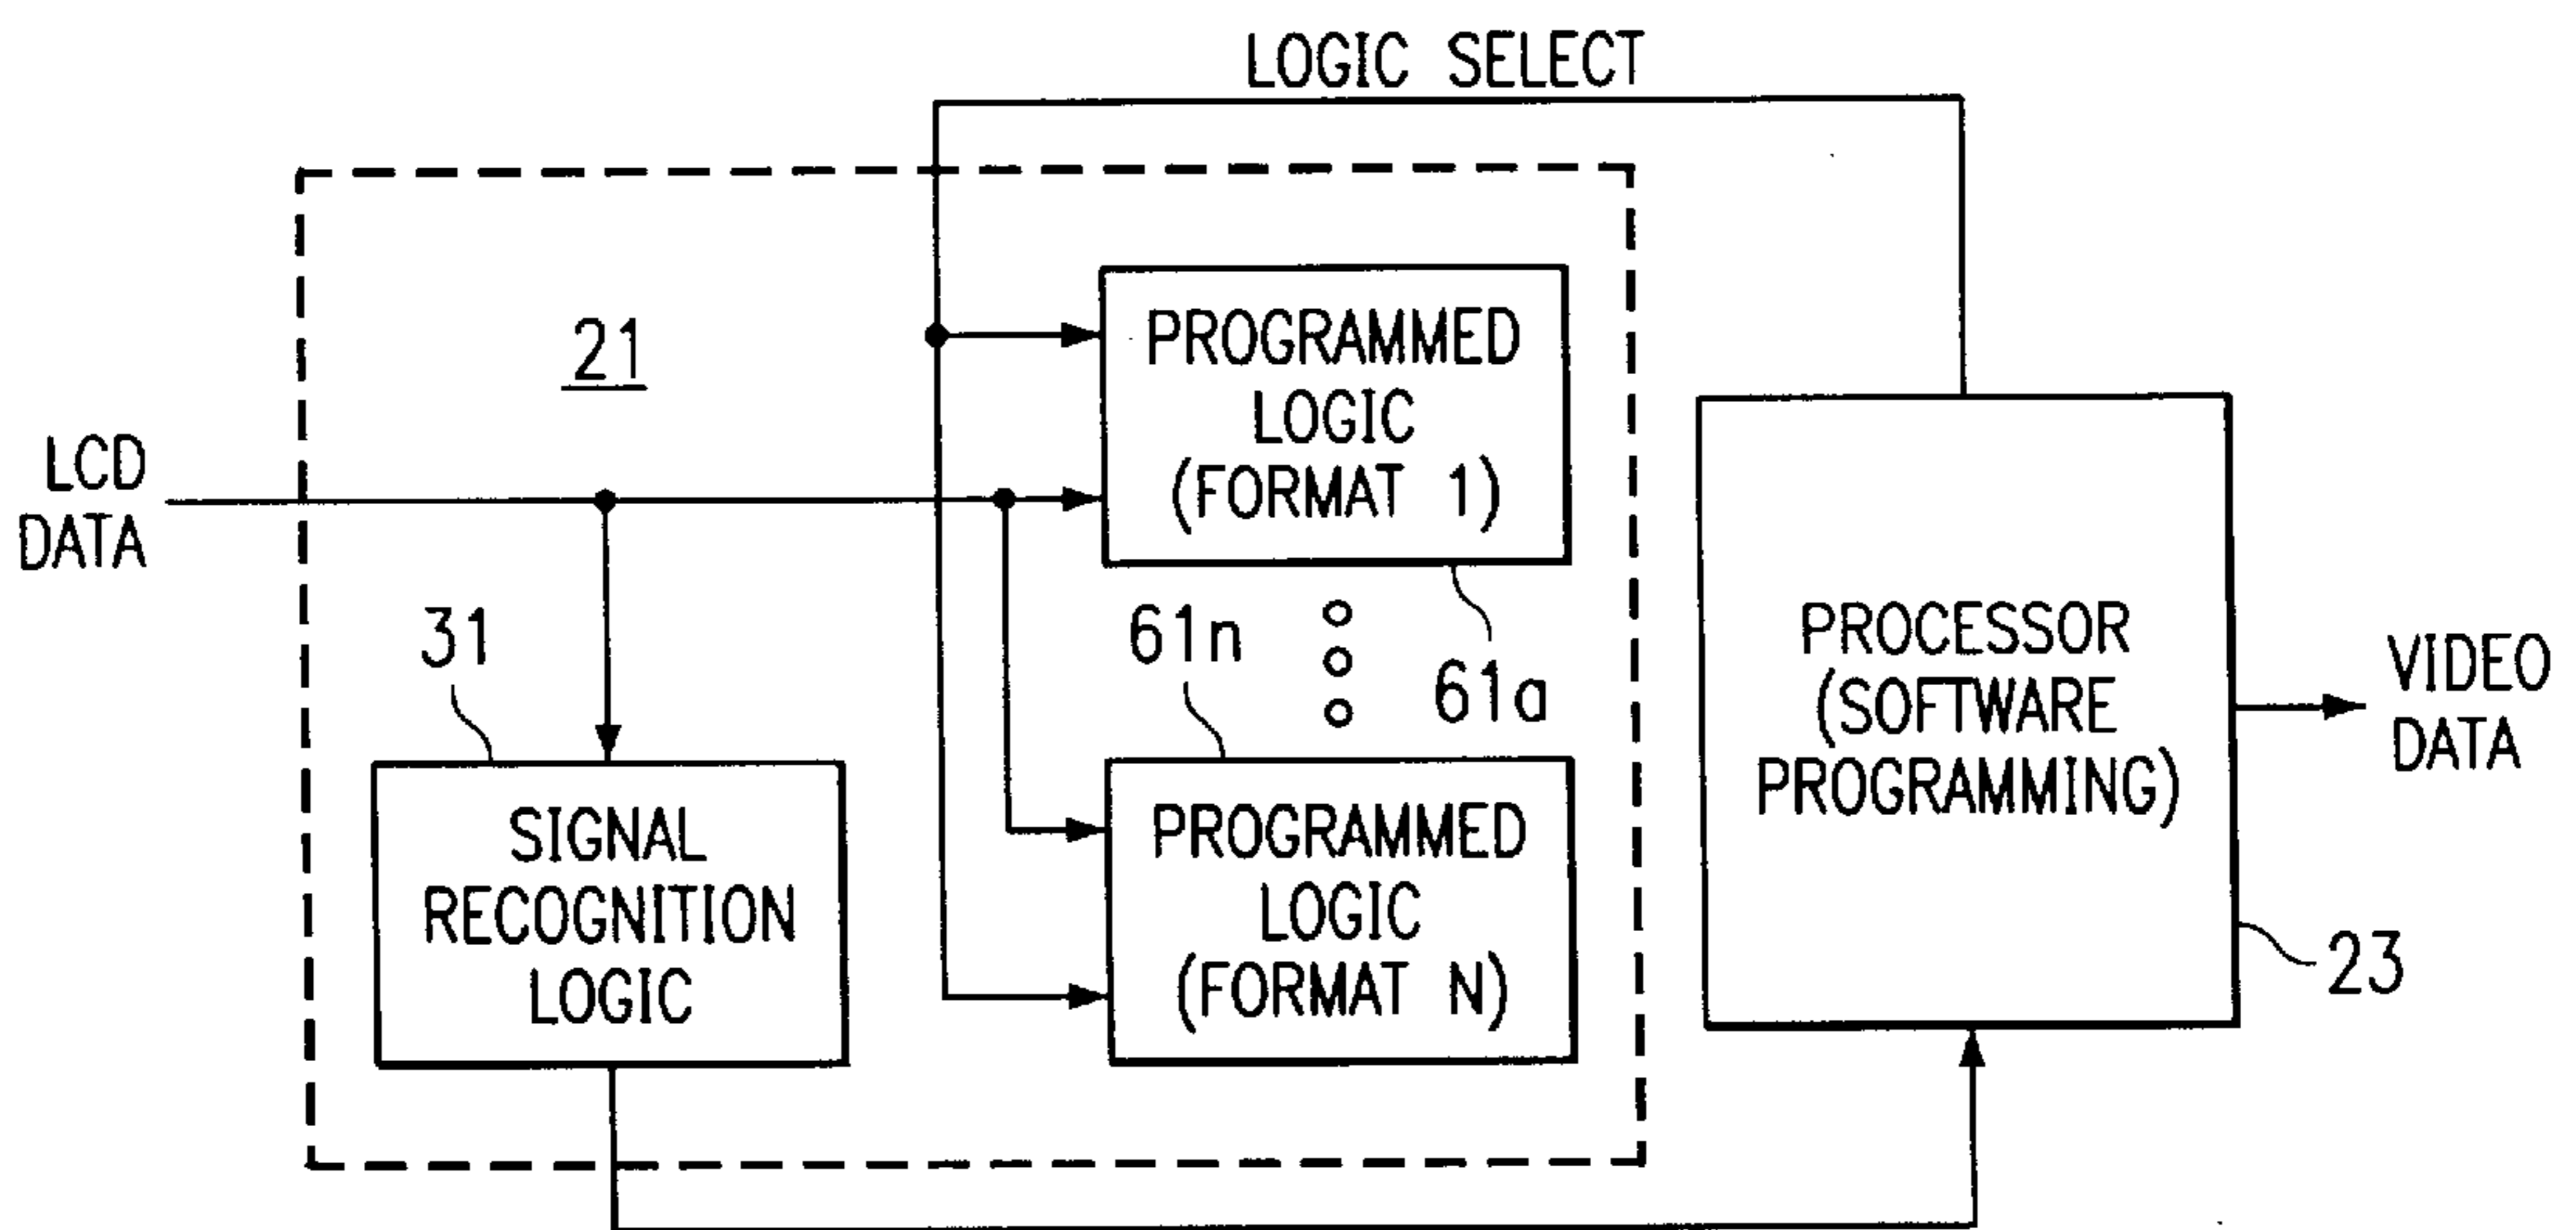 LOGIC SELECT
21
PROGRAMMED
LOGIC
(FORMAT 1)
LCD
DATA
31
61n
61a
PROCESSOR
(SOFTWARE
PROGRAMMING)
VIDEO
DATA
SIGNAL
RECOGNITION
LOGIC
PROGRAMMED
LOGIC
(FORMAT N)
23